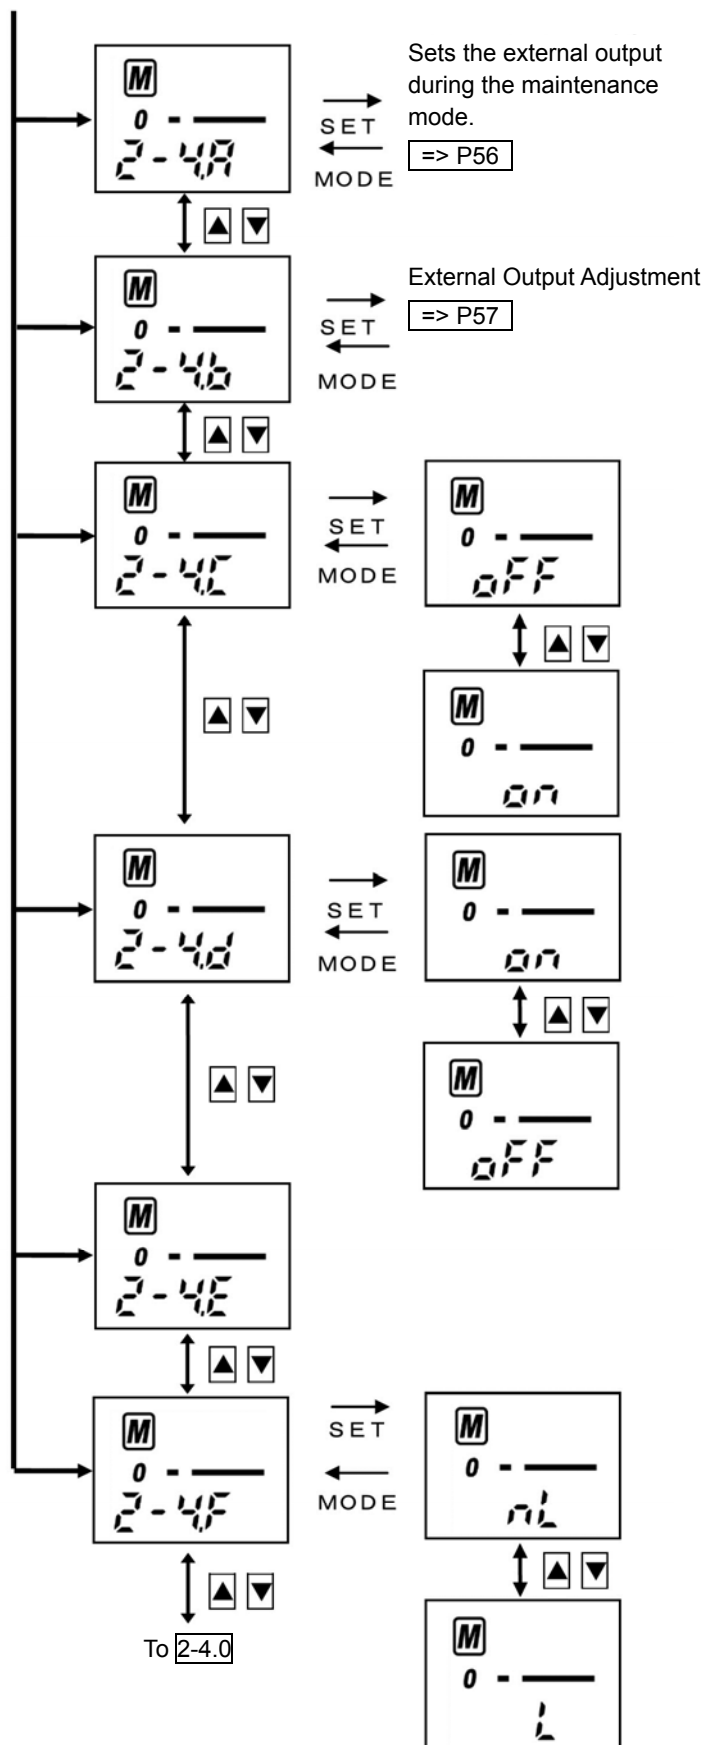 M
0
2-4.A
SET
MODE
Sets the external output
during the maintenance
mode.
=> P56
▲ ▼
M
0
2-4.b
SET
MODE
External Output Adjustment
=> P57
▲ ▼
M
0
2-4.C
SET
MODE
M
0
oFF
▲ ▼
M
0
on
▲ ▼
M
0
2-4.d
SET
MODE
M
0
on
▲ ▼
M
0
oFF
▲ ▼
M
0
2-4.E
▲ ▼
M
0
2-4.F
SET
MODE
M
0
nL
▲ ▼
M
0
L
▲ ▼
To 2-4.0